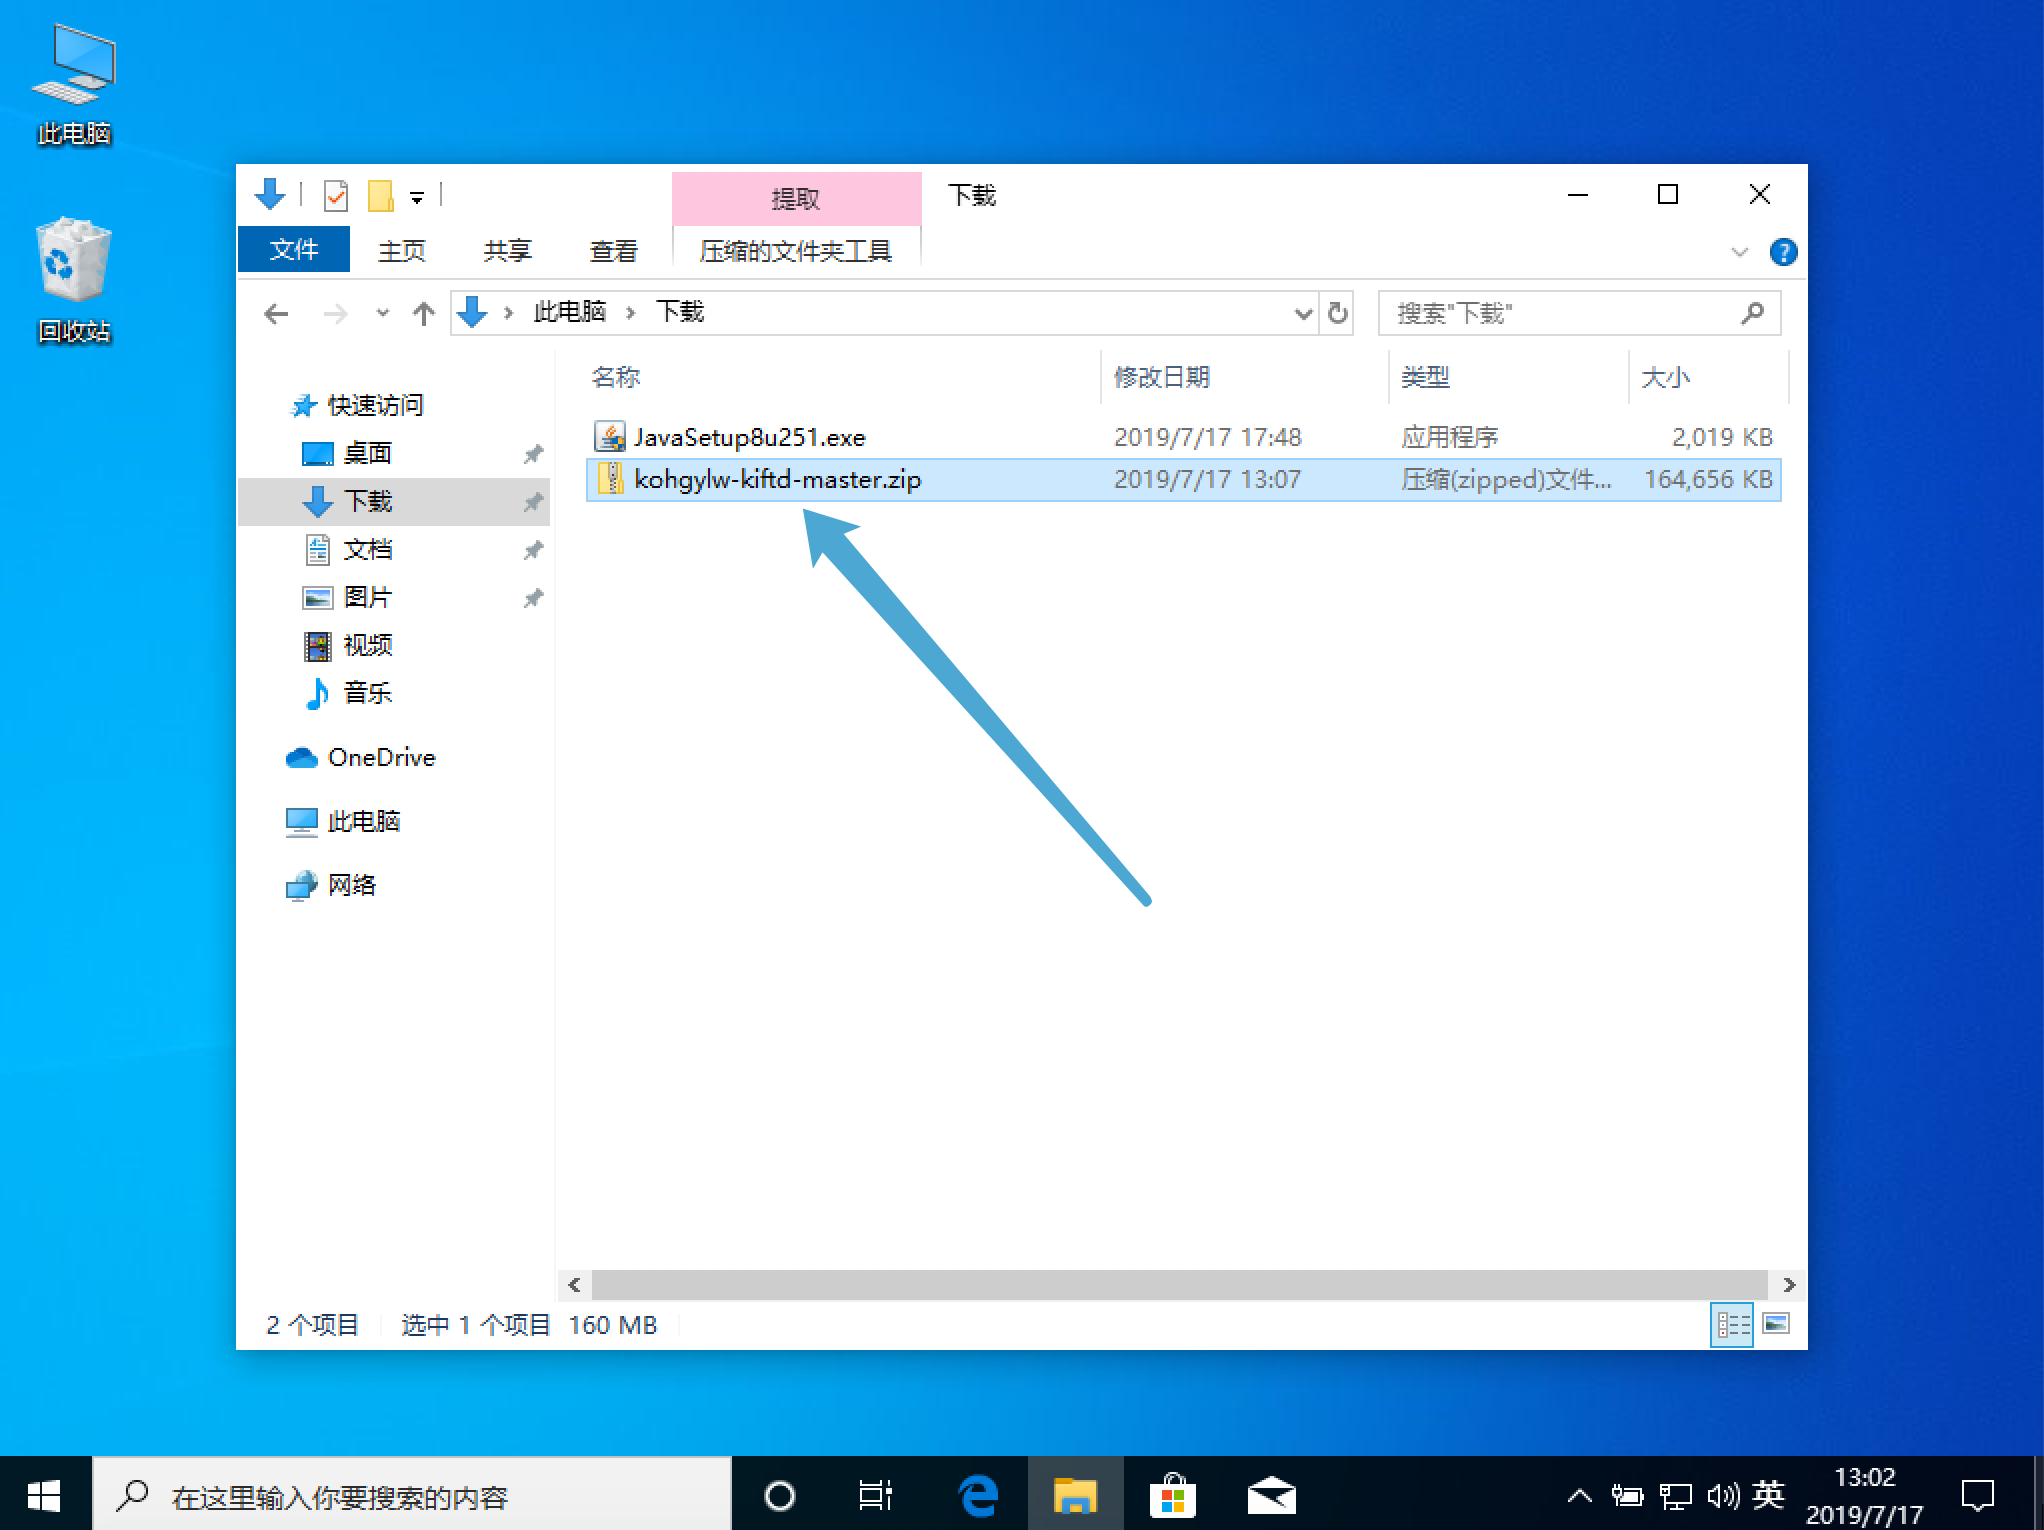 此电脑
回收站
提取
下载
文件
主页
共享
查看
压缩的文件夹工具
此电脑
下载
搜索"下载"
名称
修改日期
类型
大小
快速访问
桌面
下载
文档
图片
视频
音乐
OneDrive
此电脑
网络
JavaSetup8u251.exe 2019/7/17 17:48 应用程序 2,019 KB
kohgylw-kiftd-master.zip 2019/7/17 13:07 压缩(zipped)文件... 164,656 KB
2 个项目 选中 1 个项目 160 MB
在这里输入你要搜索的内容
英
13:02
2019/7/17